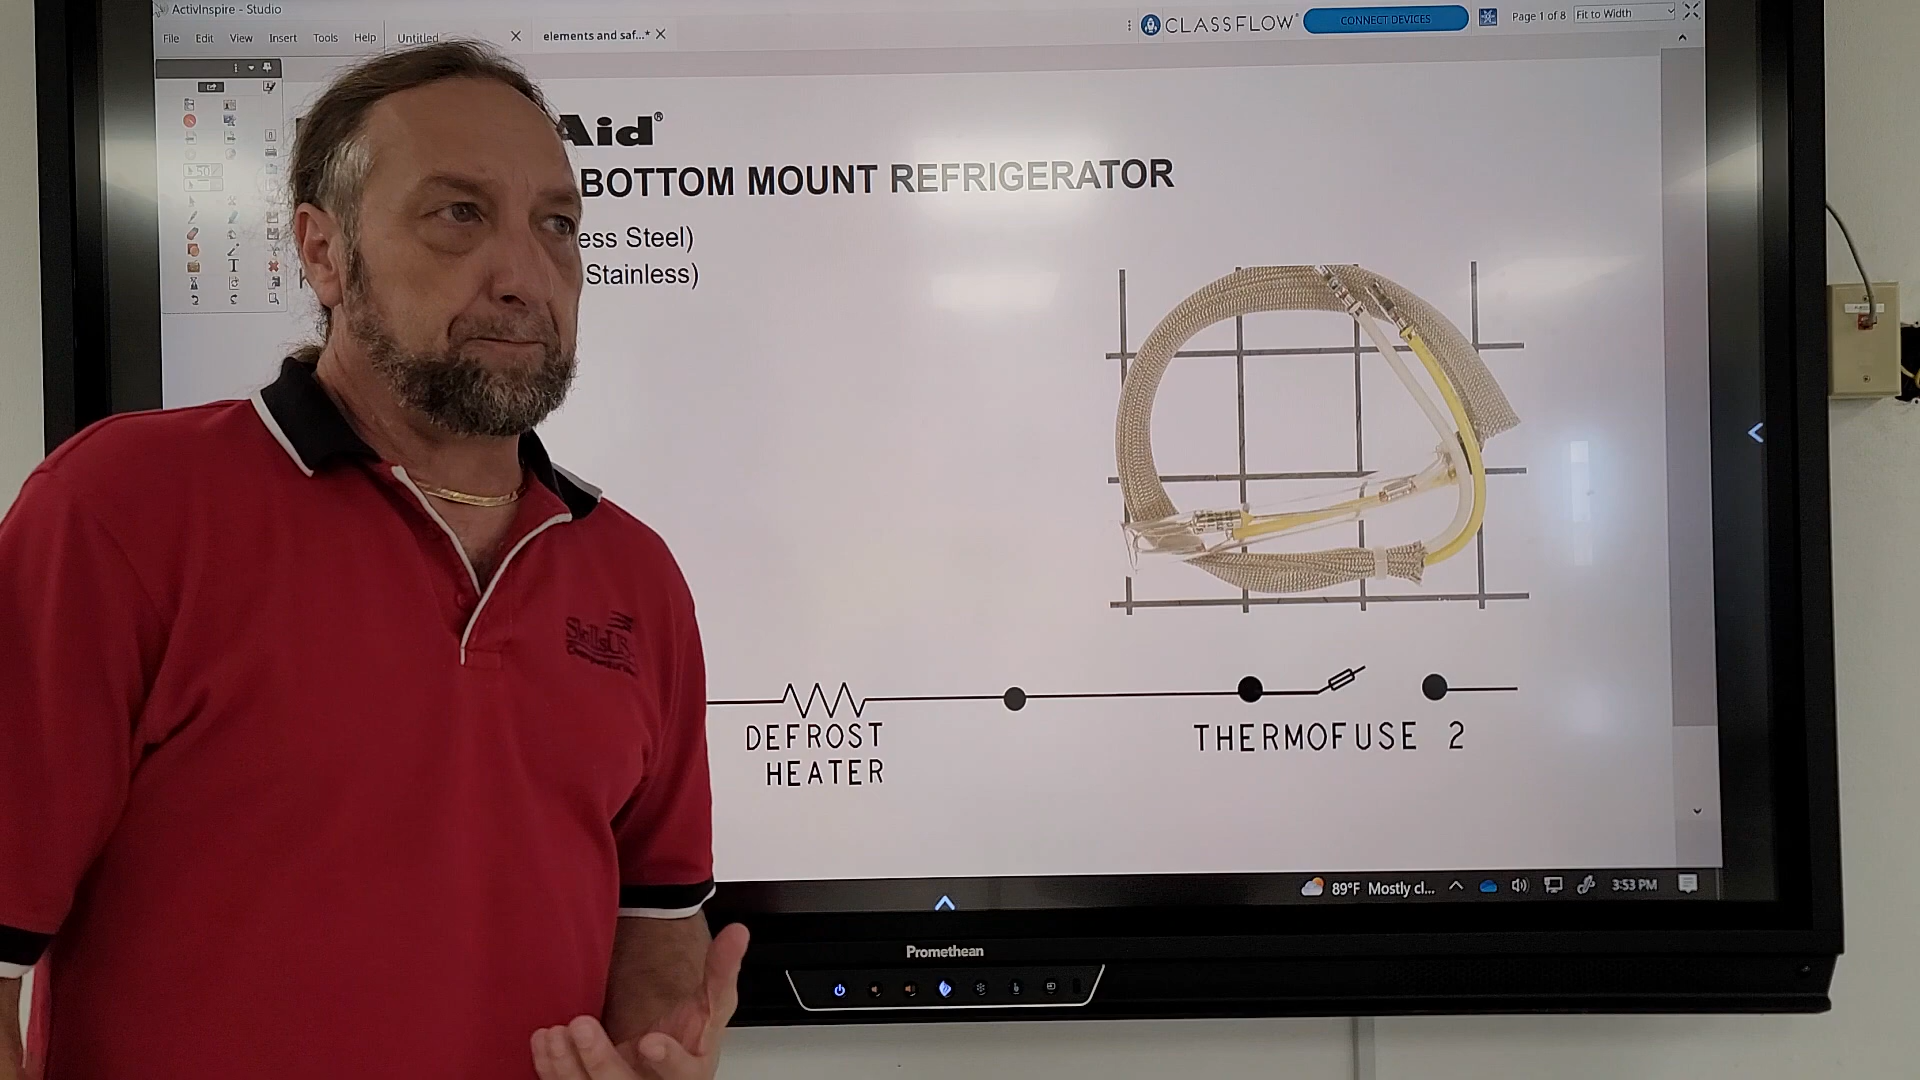 ActivInspire - Studio
File Edit View Insert Tools Help
Untitled
elements and saf...*
CLASSFLOW
CONNECT DEVICES
Page 1 of 8
Fit to Width
Aid®
BOTTOM MOUNT REFRIGERATOR
ess Steel)
Stainless)
50
T
DEFROST
HEATER
THERMOFUSE 2
89°F Mostly cl...
3:53 PM
Promethean